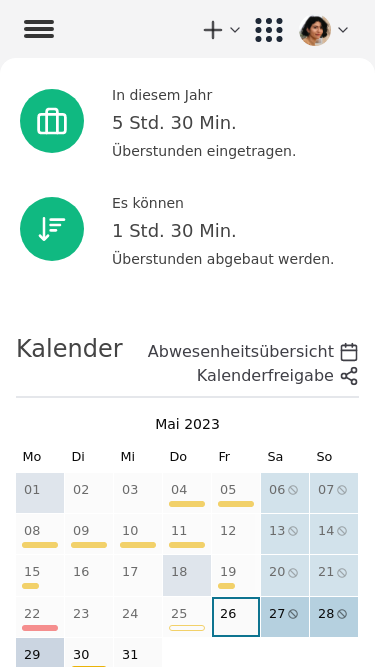 In diesem Jahr
5 Std. 30 Min.
Überstunden eingetragen.
Es können
1 Std. 30 Min.
Überstunden abgebaut werden.
Kalender
Abwesenheitsübersicht
Kalenderfreigabe
Mai 2023
Mo Di Mi Do Fr Sa So
01 02 03 04 05 06 07
08 09 10 11 12 13 14
15 16 17 18 19 20 21
22 23 24 25 26 27 28
29 30 31